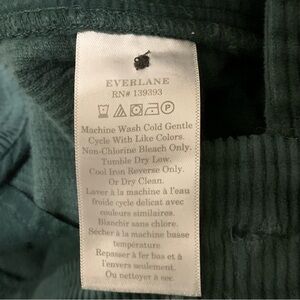 EVERLANE
RN# 139393
P
Machine Wash Cold Gentle
Cycle With Like Colors.
Non-Chlorine Bleach Only.
Tumble Dry Low.
Cool Iron Reverse Only.
Or Dry Clean.
Laver à la machine à l'eau
froide cycle délicat avec
couleurs similaires.
Blanchir sans chlore.
Sécher à la machine basse
température
Repasser à fer bas et à
l'envers seulement.
Ou nettoyer à sec.